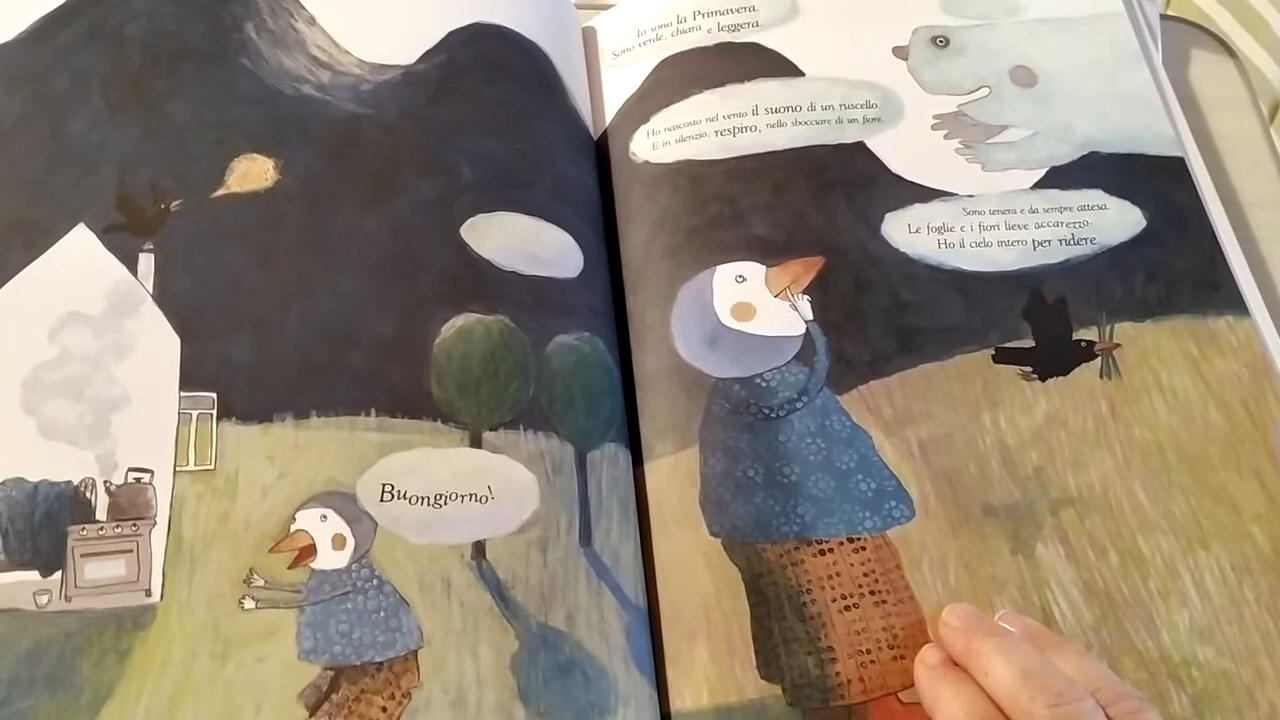 Buongiorno!
Io sono la Primavera.
Sono verde, chiara e leggera.
Ho nascosto nel vento il suono di un ruscello.
E in silenzio, respiro, nello sbocciare di un fiore.
Sono tenera e da sempre attesa.
Le foglie e i fiori lieve accarezzo.
Ho il cielo intero per ridere.